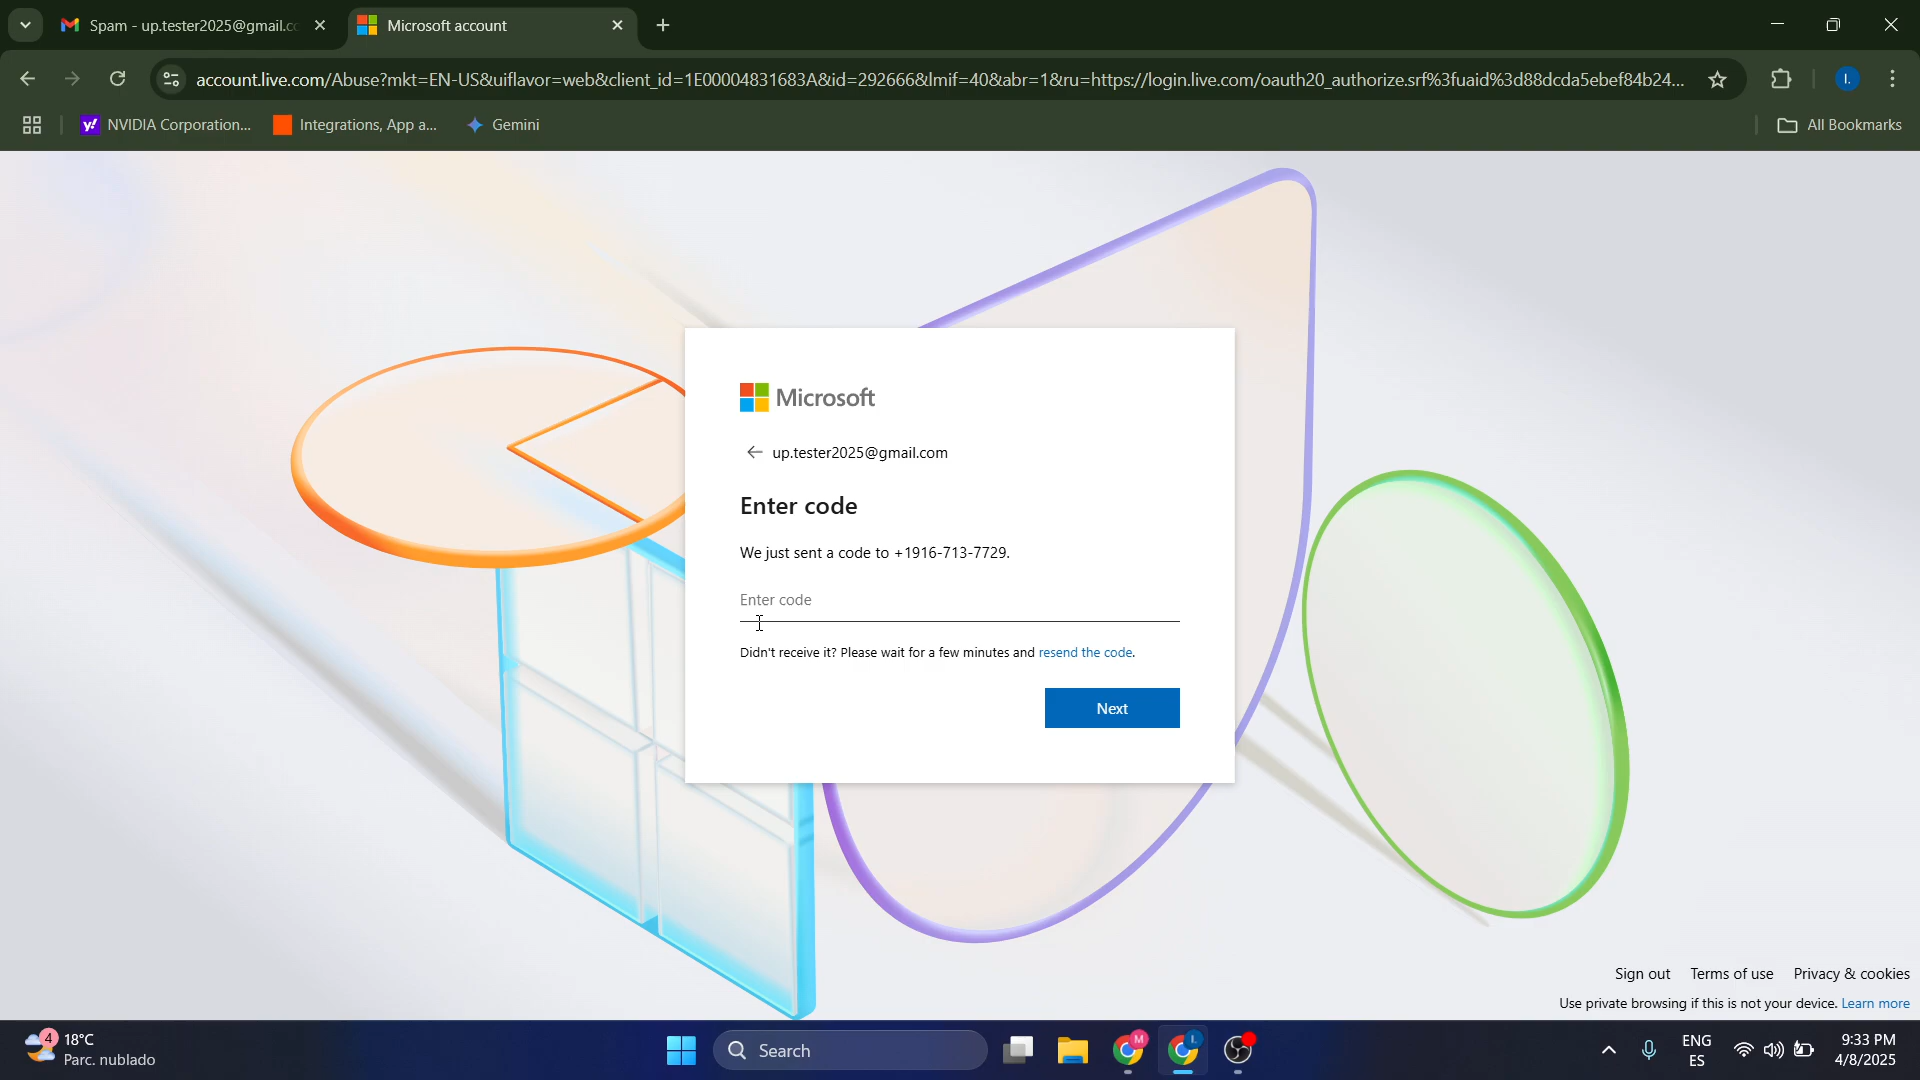 Spam - up.tester2025@gmail.cc
Microsoft account
account.live.com/Abuse?mkt=EN-US&uiflavor=web&client_id=1E00004831683A&id=292666&lmif=40&abr=1&ru=https://login.live.com/oauth20_authorize.srf%3fuaid%3d88dcda5ebef84b24...
I.
y! NVIDIA Corporation...
Integrations, App a...
Gemini
All Bookmarks
Microsoft
up.tester2025@gmail.com
Enter code
We just sent a code to +1916-713-7729.
Enter code
Didn't receive it? Please wait for a few minutes and resend the code.
Next
Sign out Terms of use Privacy & cookies
Use private browsing if this is not your device. Learn more
4
18°C
Parc. nublado
Search
M
I.
ENG
ES
9:33 PM
4/8/2025